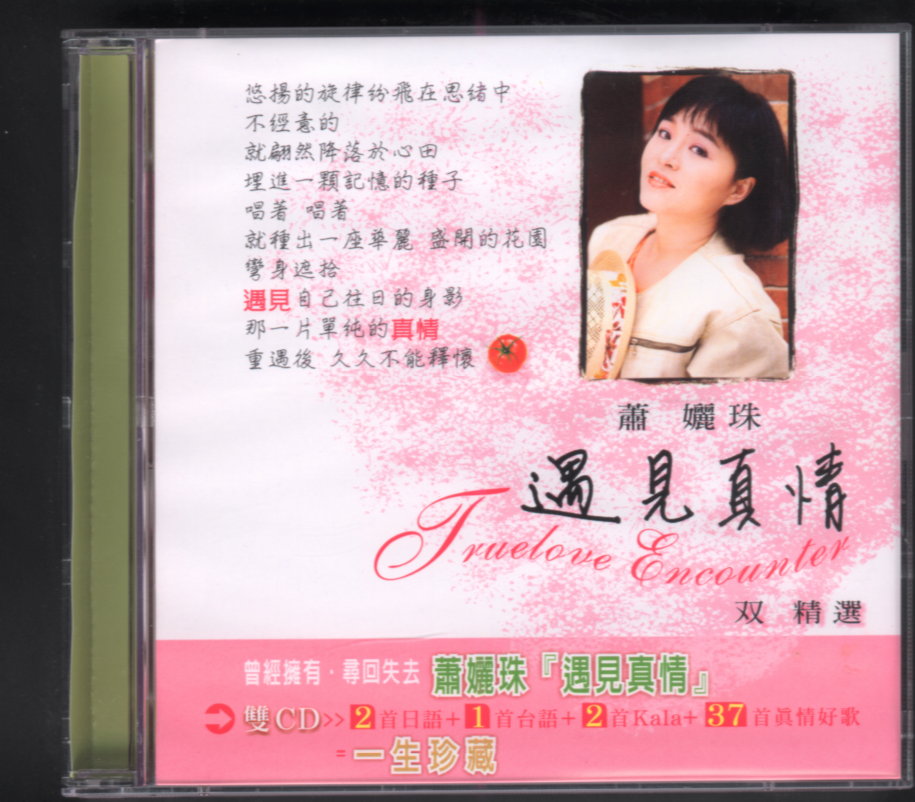 悠揚的旋律紛飛在思緒中
不經意的
就翩然降落於心田
埋進一顆記憶的種子
唱著 唱著
就種出一座華麗 盛開的花園
彎身遮拾
遇見自己往日的身影
那一片單純的真情
重遇後 久久不能釋懷
蕭 孋 珠
遇見真情
Truelove Encounter
双 精選
曾經擁有·尋回失去 蕭孋珠『遇見真情』
雙CD>>2首日語+1首台語+2首Kala+37首真情好歌
=一生珍藏